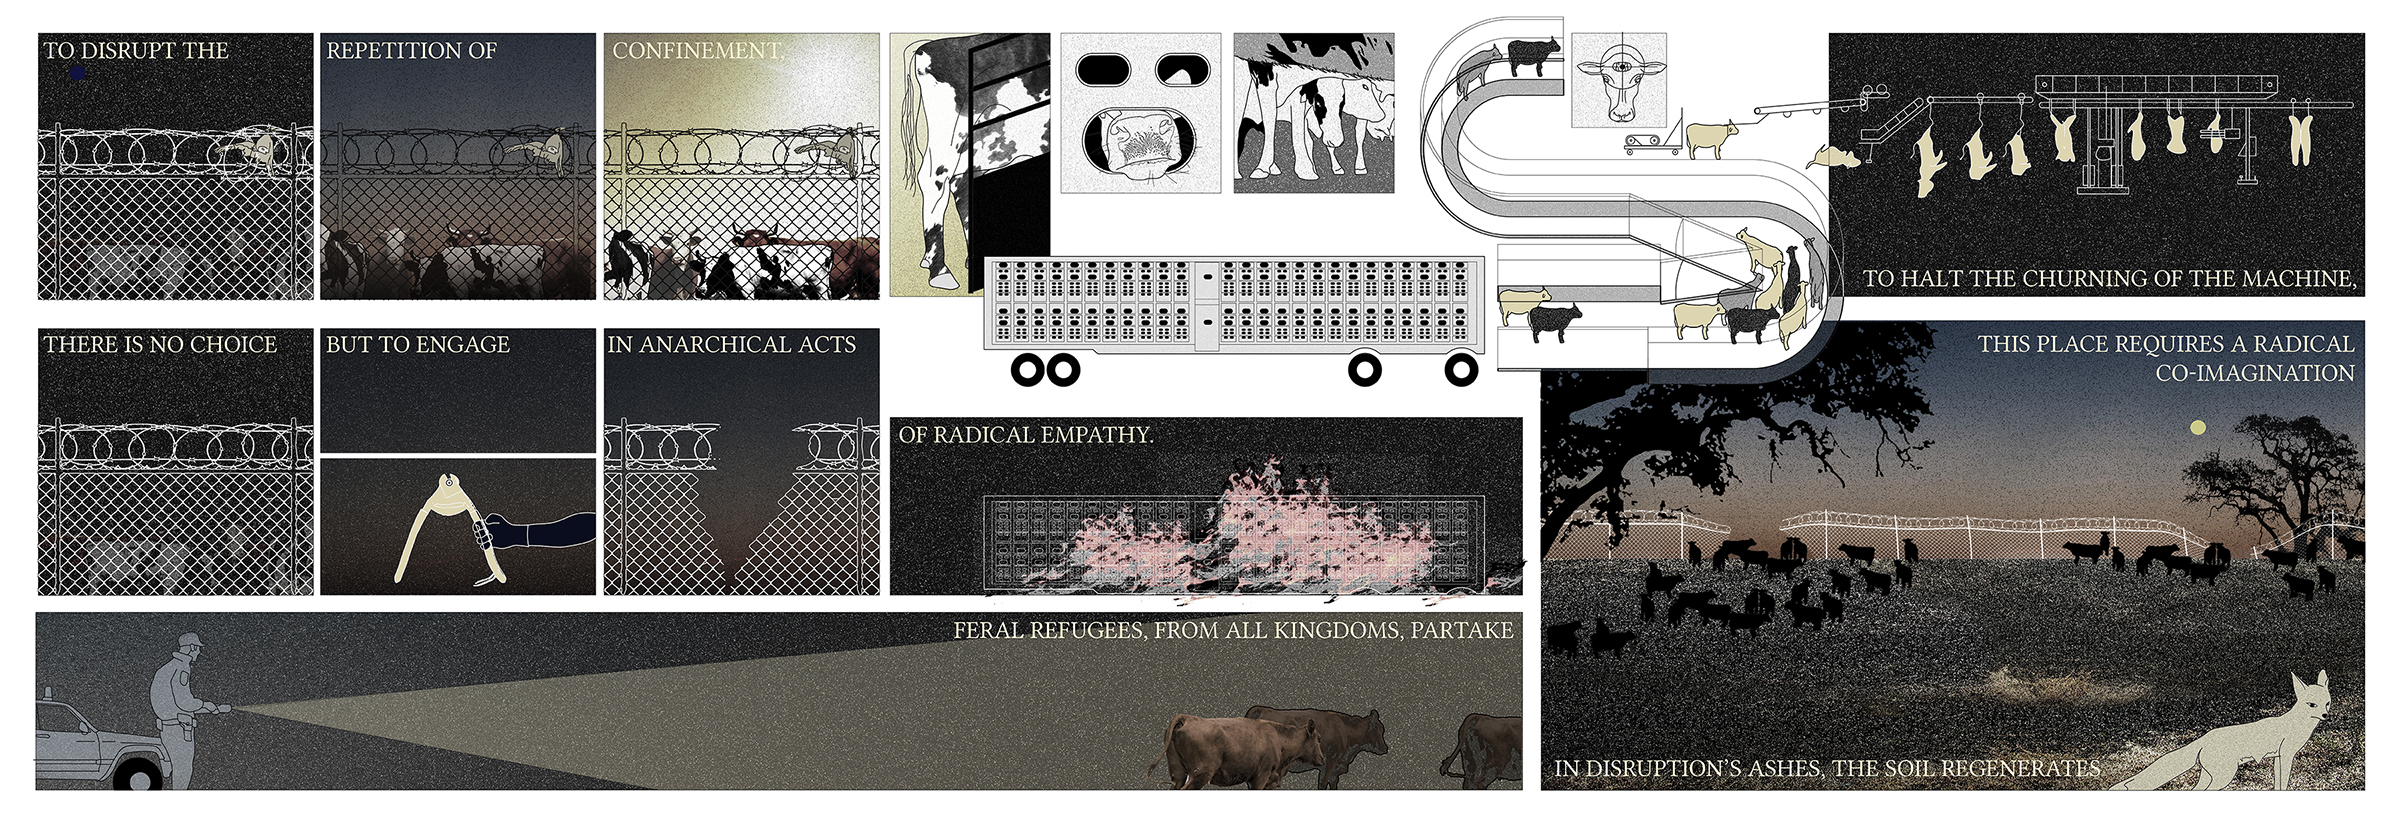 TO DISRUPT THE
REPETITION OF
CONFINEMENT,
TO HALT THE CHURNING OF THE MACHINE,
THERE IS NO CHOICE
BUT TO ENGAGE
IN ANARCHICAL ACTS
OF RADICAL EMPATHY.
FERAL REFUGEES, FROM ALL KINGDOMS, PARTAKE
THIS PLACE REQUIRES A RADICAL
CO-IMAGINATION
IN DISRUPTION'S ASHES, THE SOIL REGENERATES